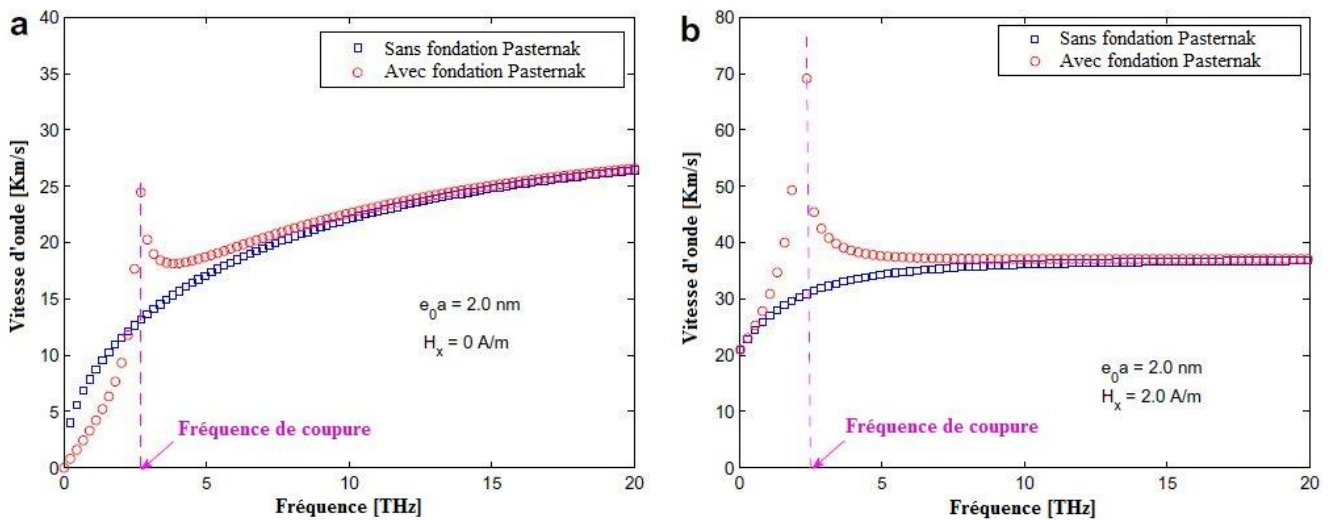 a
40
35
30
25
20
15
10
5
0
Vitesse d'onde [Km/s]
Sans fondation Pasternak
Avec fondation Pasternak
e0a = 2.0 nm
Hx = 0 A/m
Fréquence de coupure
0 5 10 15 20
Fréquence [THz]
b
80
70
60
50
40
30
20
10
0
Vitesse d'onde [Km/s]
Sans fondation Pasternak
Avec fondation Pasternak
e0a = 2.0 nm
Hx = 2.0 A/m
Fréquence de coupure
0 5 10 15 20
Fréquence [THz]